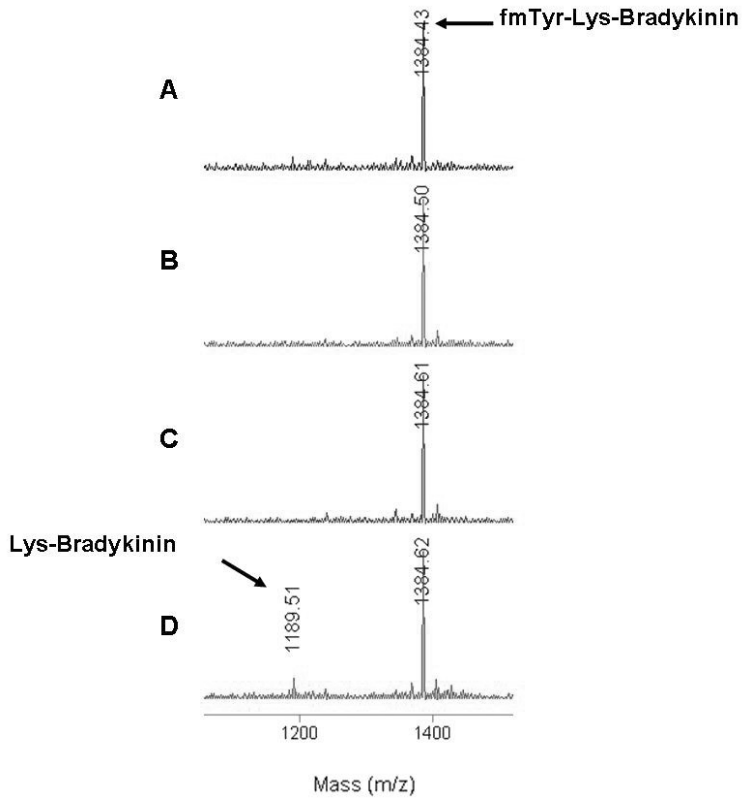 1384.43
fmTyr-Lys-Bradykinin
A
1384.50
B
1384.61
C
Lys-Bradykinin
1384.62
1189.51
D
1200
1400
Mass (m/z)